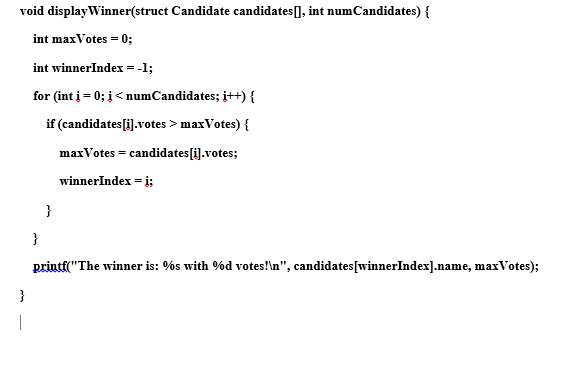 void displayWinner(struct Candidate candidates[], int numCandidates) {
int maxVotes = 0;
int winnerIndex = -1;
for (int i = 0; i < numCandidates; i++) {
if (candidates[i].votes > maxVotes) {
maxVotes = candidates[i].votes;
winnerIndex = i;
}
}
printf("The winner is: %s with %d votes!\n", candidates[winnerIndex].name, maxVotes);
}